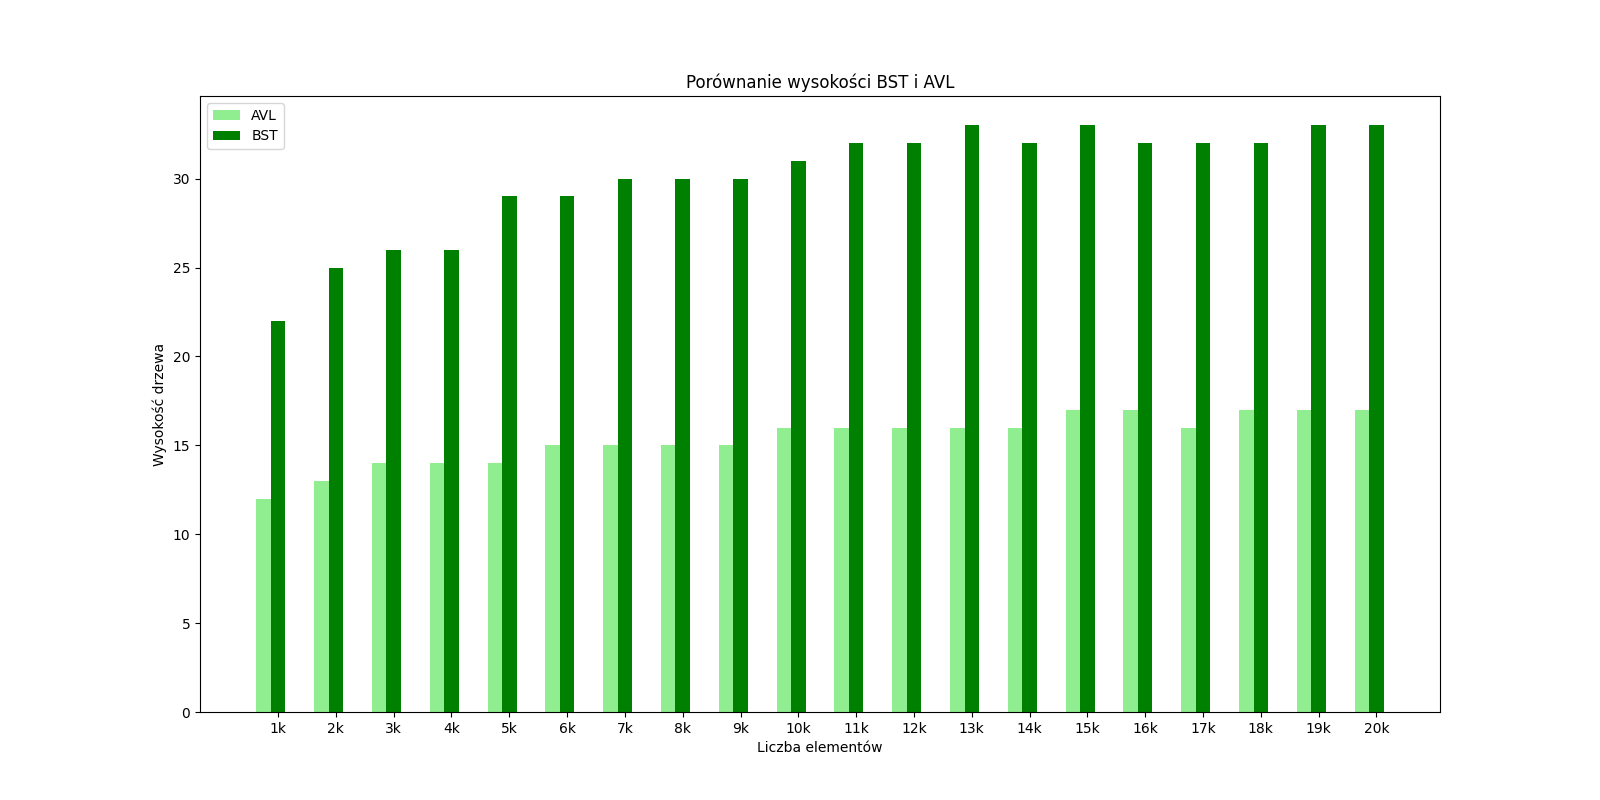 Porównanie wysokości BST i AVL
AVL
BST
30
25
20
15
10
5
0
Wysokość drzewa
1k 2k 3k 4k 5k 6k 7k 8k 9k 10k 11k 12k 13k 14k 15k 16k 17k 18k 19k 20k
Liczba elementów